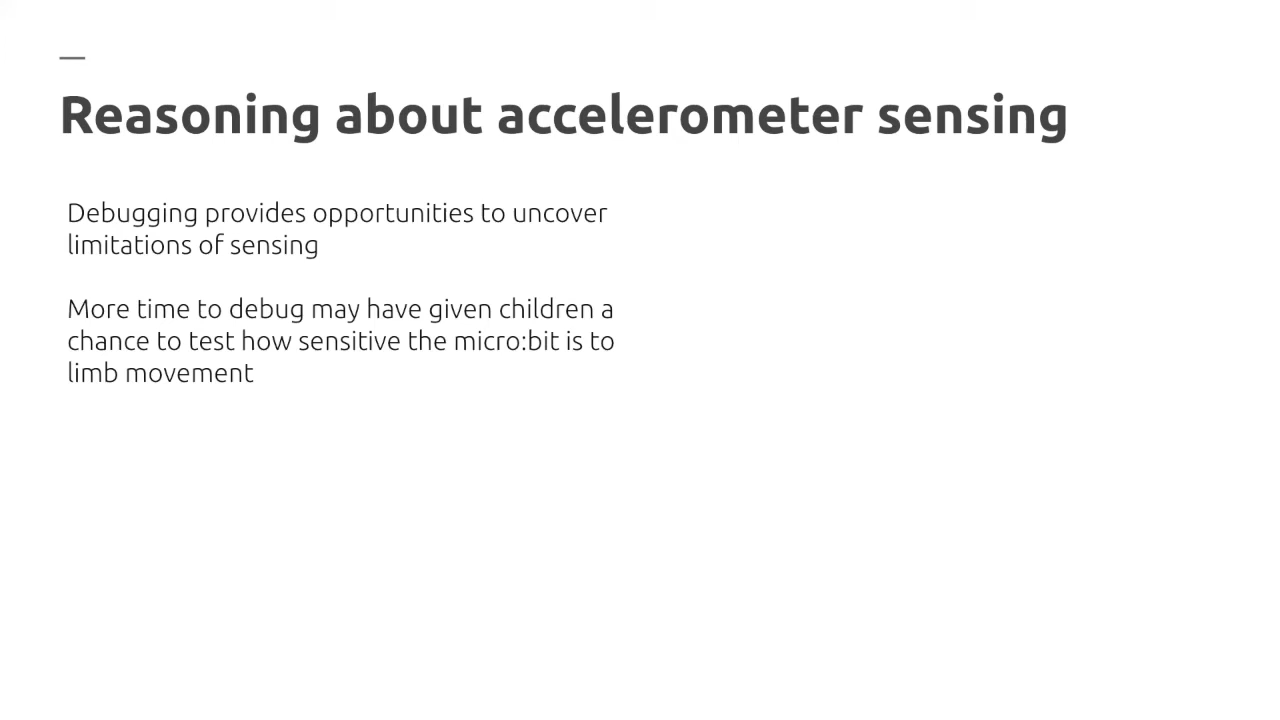 Reasoning about accelerometer sensing
Debugging provides opportunities to uncover
limitations of sensing
More time to debug may have given children a
chance to test how sensitive the micro:bit is to
limb movement